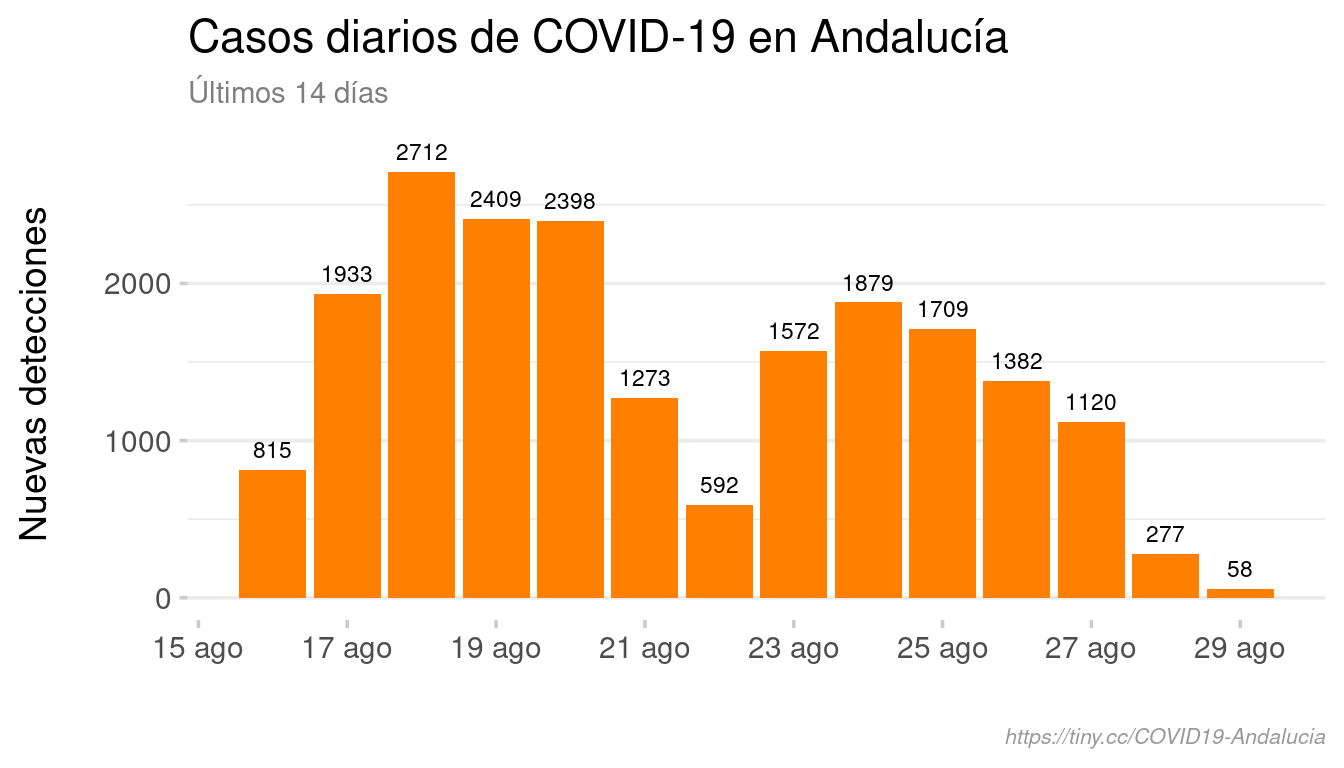 Casos diarios de COVID-19 en Andalucía
Últimos 14 días
Nuevas detecciones
2000
1000
0
815
1933
2712
2409
2398
1273
592
1572
1879
1709
1382
1120
277
58
15 ago
17 ago
19 ago
21 ago
23 ago
25 ago
27 ago
29 ago
https://tiny.cc/COVID19-Andalucia